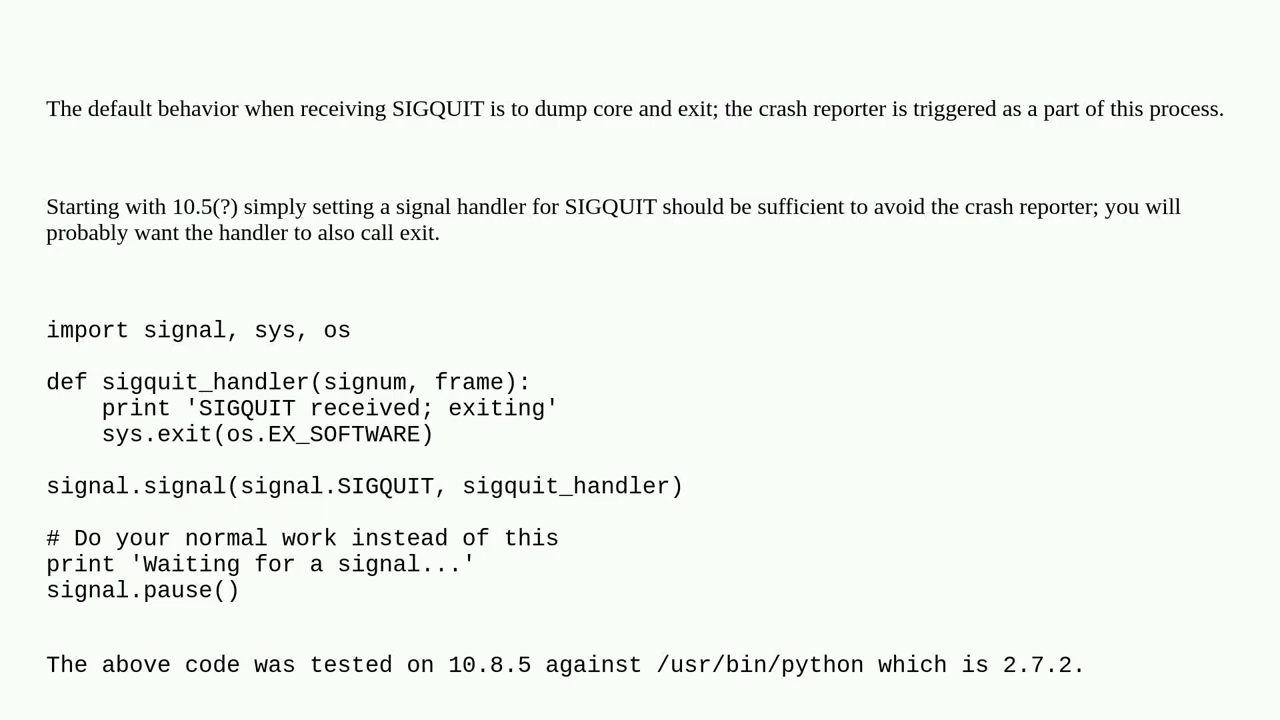 The default behavior when receiving SIGQUIT is to dump core and exit; the crash reporter is triggered as a part of this process.
Starting with 10.5(?) simply setting a signal handler for SIGQUIT should be sufficient to avoid the crash reporter; you will
probably want the handler to also call exit.
import signal, sys, os
def sigquit_handler(signum, frame):
    print 'SIGQUIT received; exiting'
    sys.exit(os.EX_SOFTWARE)
signal.signal(signal.SIGQUIT, sigquit_handler)
# Do your normal work instead of this
print 'Waiting for a signal...'
signal.pause()
The above code was tested on 10.8.5 against /usr/bin/python which is 2.7.2.